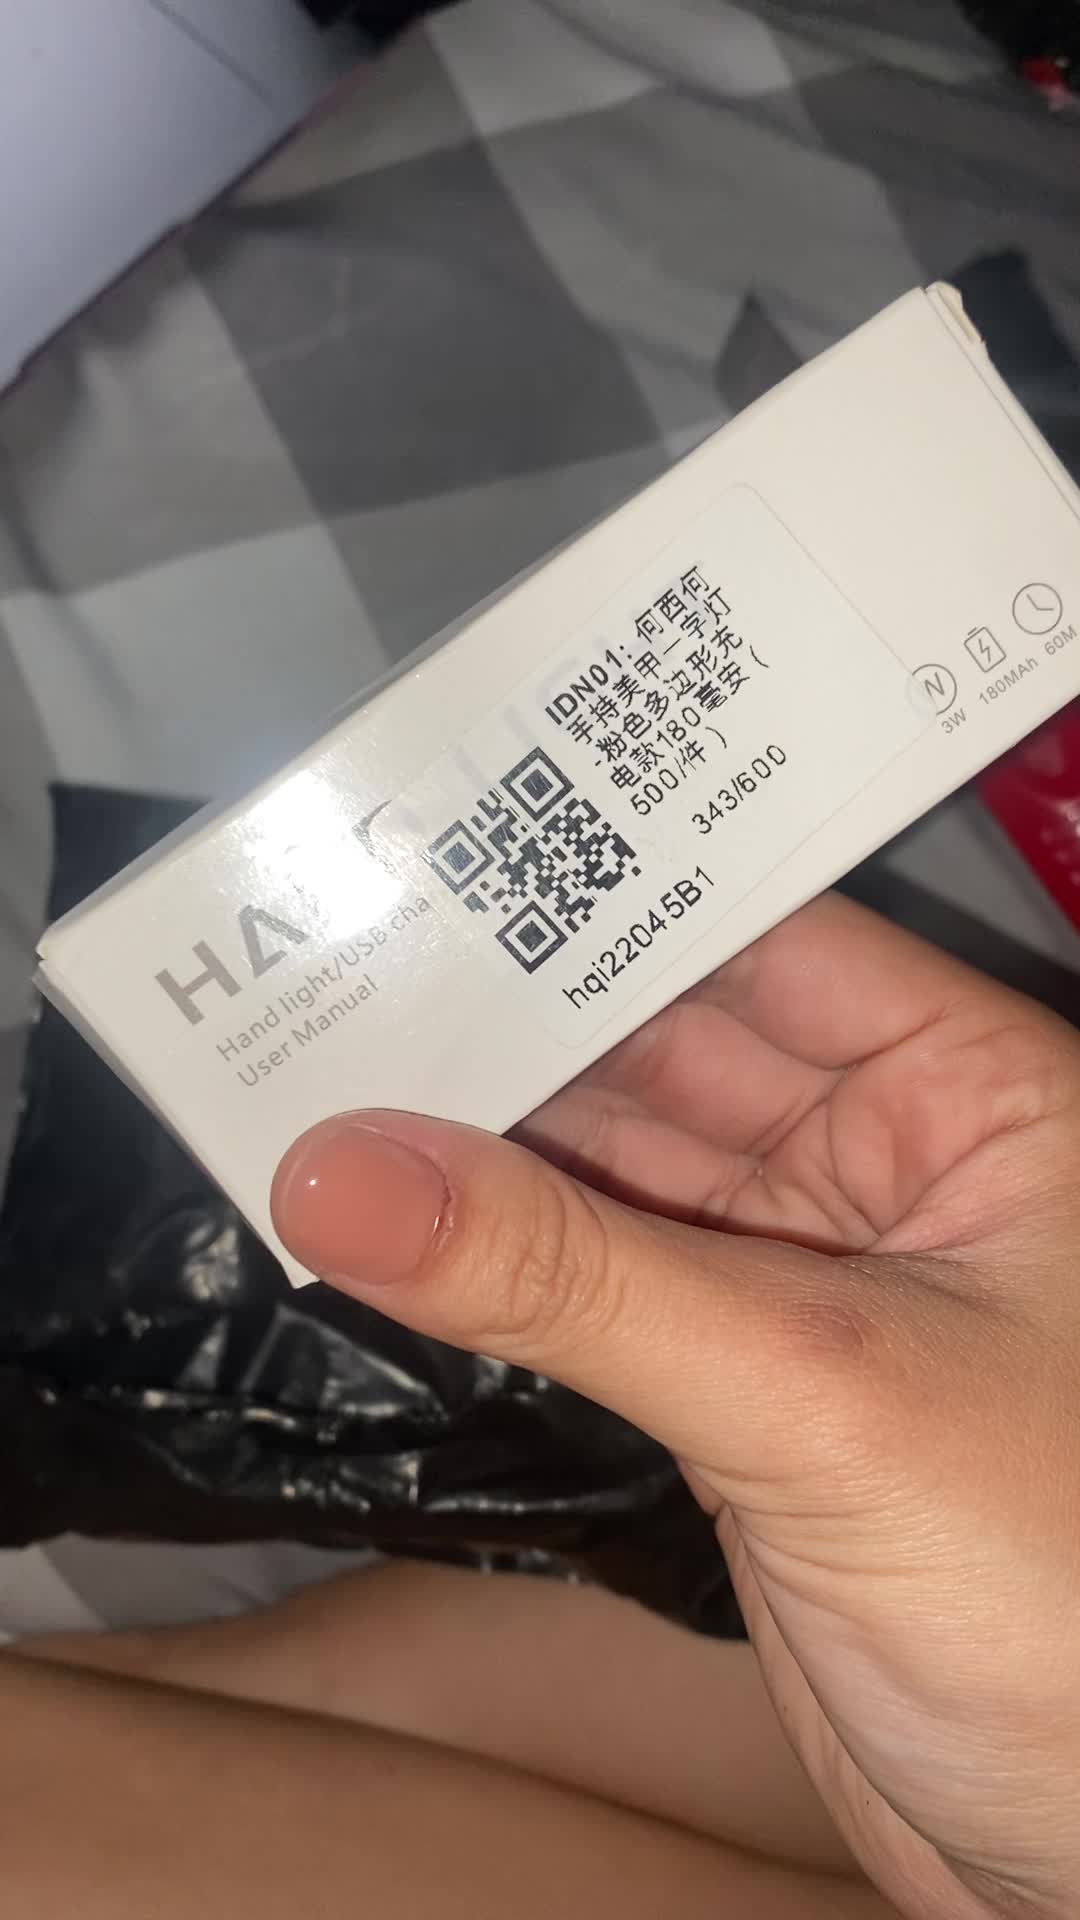 Hand light/USB cha
User Manual
IDN01: 何西何
手持美甲一字灯
-粉色多边形充
电款180毫安 (
500/件 )
343/600
hqi22045B1
3W
180MAh
60M